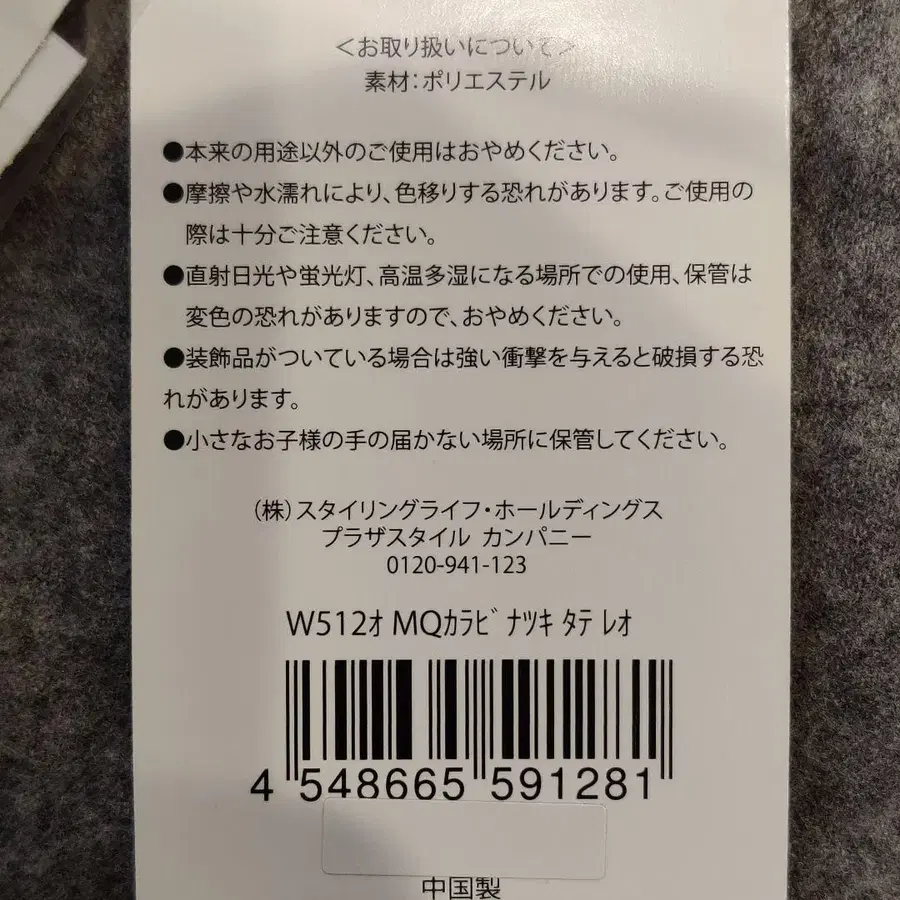 ＜お取り扱いについて＞
素材：ポリエステル
●本来の用途以外のご使用はおやめください。
●摩擦や水濡れにより、色移りする恐れがあります。ご使用の
際は十分ご注意ください。
●直射日光や蛍光灯、高温多湿になる場所での使用、保管は
変色の恐れがありますので、おやめください。
●装飾品がついている場合は強い衝撃を与えると破損する恐
れがあります。
●小さなお子様の手の届かない場所に保管してください。
（株）スタイリングライフ・ホールディングス
プラザスタイル カンパニー
0120-941-123
W512ｵ MQｶﾗﾋﾞﾅﾂｷ ﾀﾃ ﾚｵ
4 548665 591281
中国製